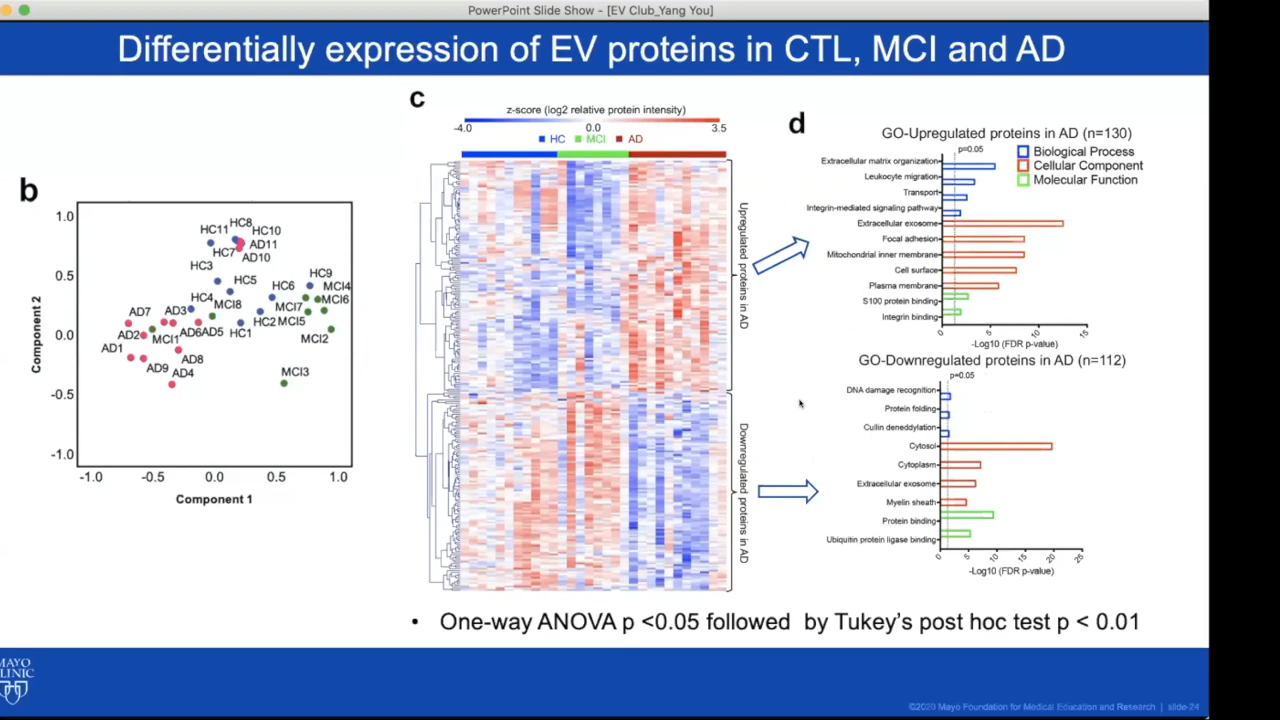 PowerPoint Slide Show - [EV Club_Yang You]
Differentially expression of EV proteins in CTL, MCI and AD
b
1.0
0.5
0.0
-0.5
-1.0
-1.0
-0.5
0.0
0.5
1.0
Component 2
Component 1
HC8
HC11
HC10
AD11
HC7
AD10
HC3
HC5
HC9
HC6
MCI4
HC4
MCI6
AD7
AD3
MCI8
MCI7
HC2
MCI5
AD2
AD6
AD5
HC1
MCI1
MCI2
AD1
AD8
AD9
AD4
MCI3
c
z-score (log2 relative protein intensity)
-4.0
0.0
3.5
HC
MCI
AD
Upregulated proteins in AD
Downregulated proteins in AD
d
GO-Upregulated proteins in AD (n=130)
p=0.05
Biological Process
Cellular Component
Molecular Function
Extracellular matrix organization
Leukocyte migration
Transport
Integrin-mediated signaling pathway
Extracellular exosome
Focal adhesion
Mitochondrial inner membrane
Cell surface
Plasma membrane
S100 protein binding
Integrin binding
0
5
10
15
-Log10 (FDR p-value)
GO-Downregulated proteins in AD (n=112)
p=0.05
DNA damage recognition
Protein folding
Cullin deneddylation
Cytosol
Cytoplasm
Extracellular exosome
Myelin sheath
Protein binding
Ubiquitin protein ligase binding
0
5
10
15
20
25
-Log10 (FDR p-value)
• One-way ANOVA p <0.05 followed by Tukey's post hoc test p < 0.01
MAYO
CLINIC
©2020 Mayo Foundation for Medical Education and Research | slide-24